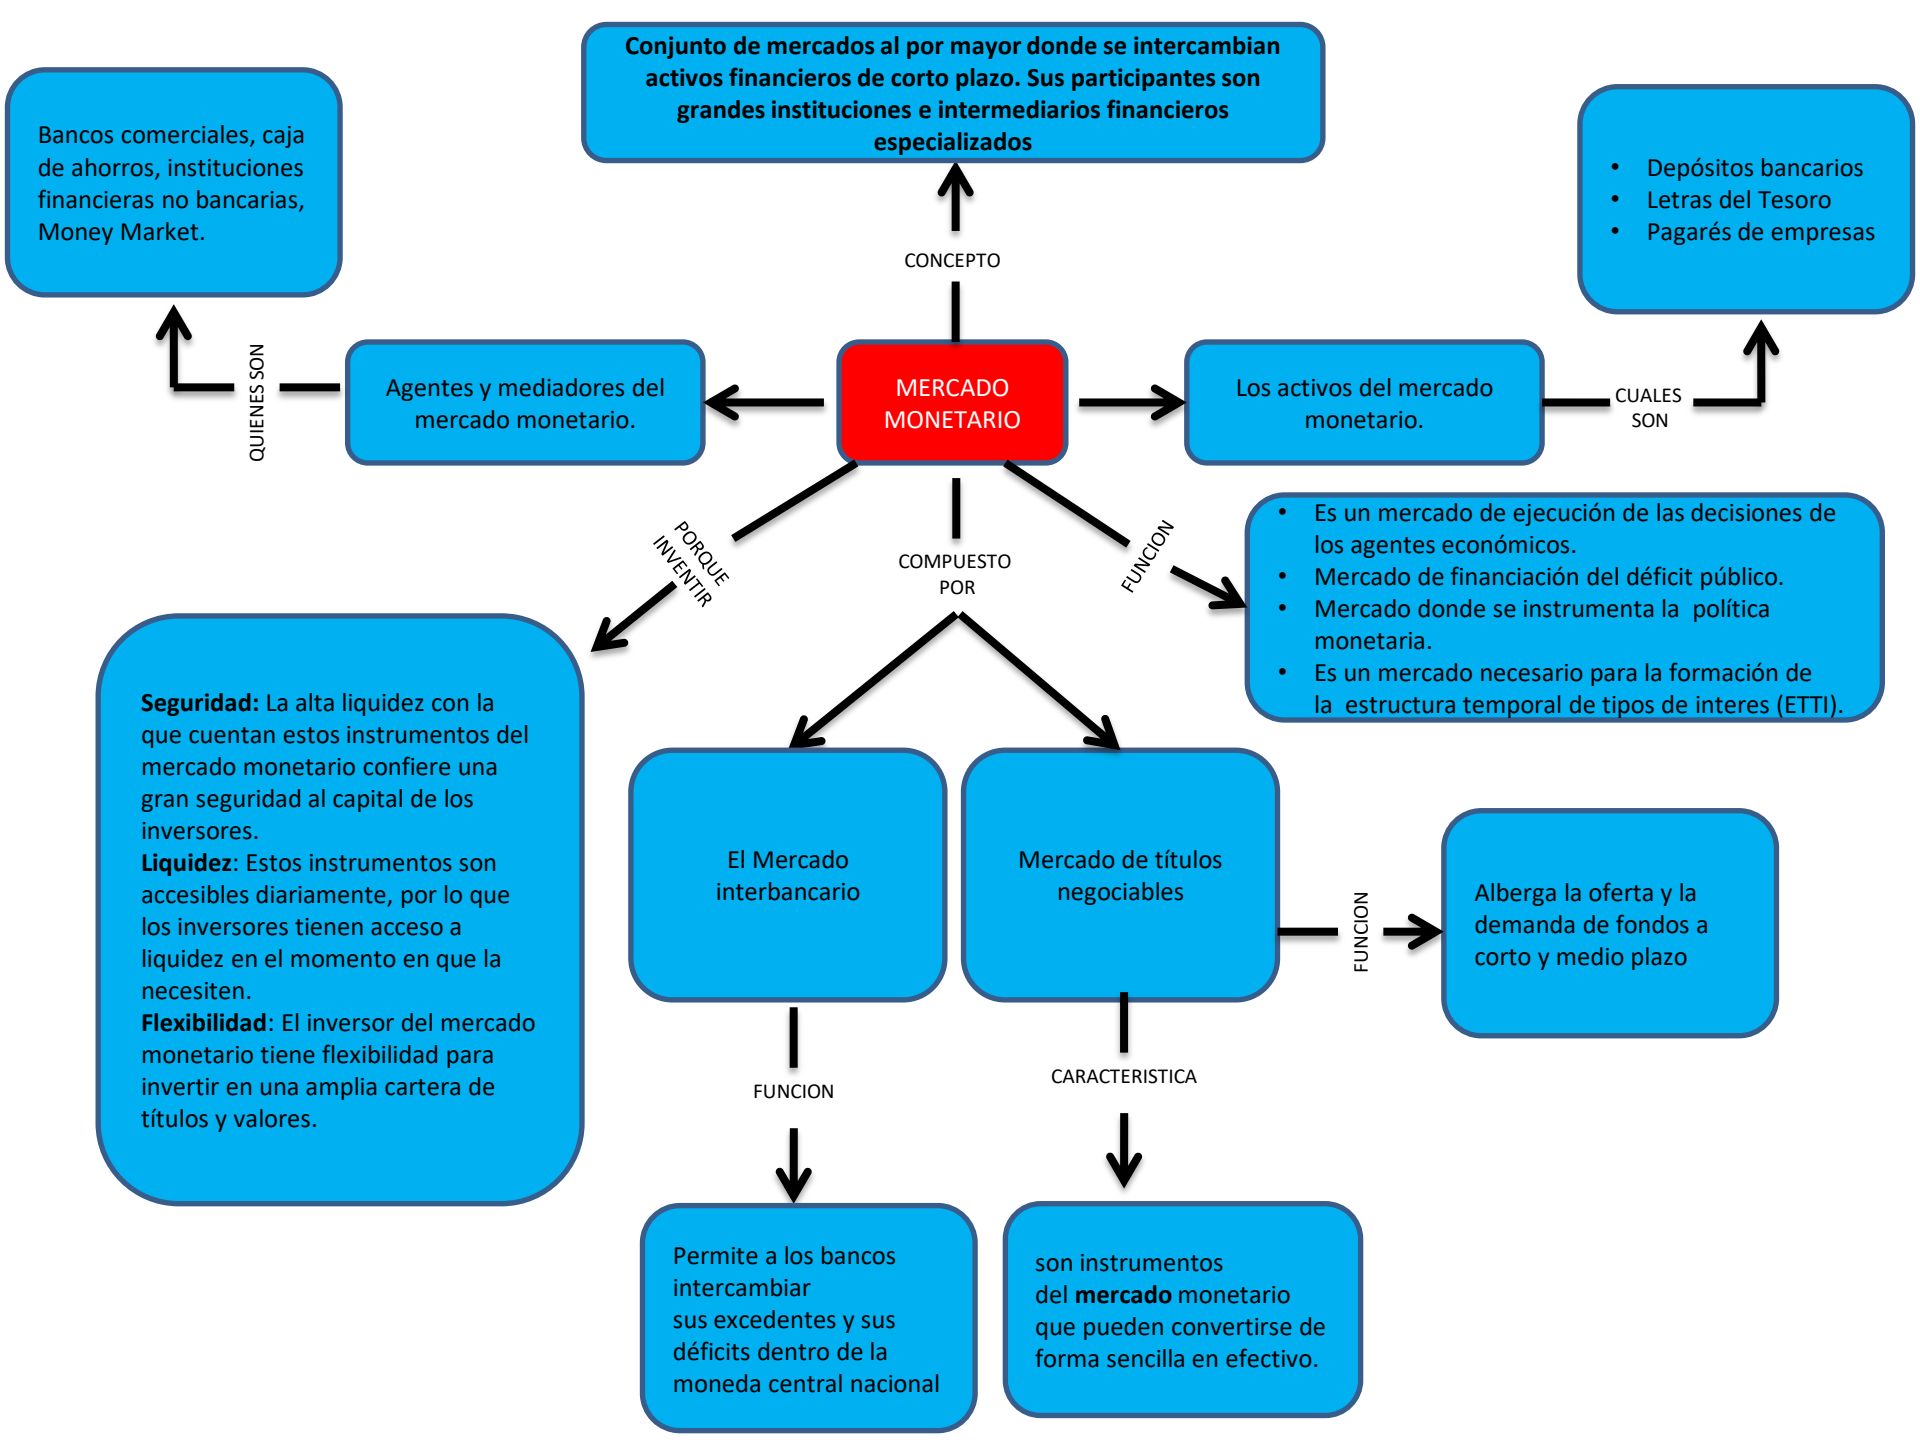 Conjunto de mercados al por mayor donde se intercambian
activos financieros de corto plazo. Sus participantes son
grandes instituciones e intermediarios financieros
especializados
Bancos comerciales, caja
de ahorros, instituciones
financieras no bancarias,
Money Market.
• Depósitos bancarios
• Letras del Tesoro
• Pagarés de empresas
CONCEPTO
QUIENES SON
Agentes y mediadores del
mercado monetario.
MERCADO
MONETARIO
Los activos del mercado
monetario.
CUALES
SON
PORQUE
INVENTIR
COMPUESTO
POR
FUNCION
• Es un mercado de ejecución de las decisiones de
los agentes económicos.
• Mercado de financiación del déficit público.
• Mercado donde se instrumenta la política
monetaria.
• Es un mercado necesario para la formación de
la estructura temporal de tipos de interes (ETTI).
Seguridad: La alta liquidez con la
que cuentan estos instrumentos del
mercado monetario confiere una
gran seguridad al capital de los
inversores.
Liquidez: Estos instrumentos son
accesibles diariamente, por lo que
los inversores tienen acceso a
liquidez en el momento en que la
necesiten.
Flexibilidad: El inversor del mercado
monetario tiene flexibilidad para
invertir en una amplia cartera de
títulos y valores.
El Mercado
interbancario
Mercado de títulos
negociables
FUNCION
Alberga la oferta y la
demanda de fondos a
corto y medio plazo
FUNCION
CARACTERISTICA
Permite a los bancos
intercambiar
sus excedentes y sus
déficits dentro de la
moneda central nacional
son instrumentos
del mercado monetario
que pueden convertirse de
forma sencilla en efectivo.